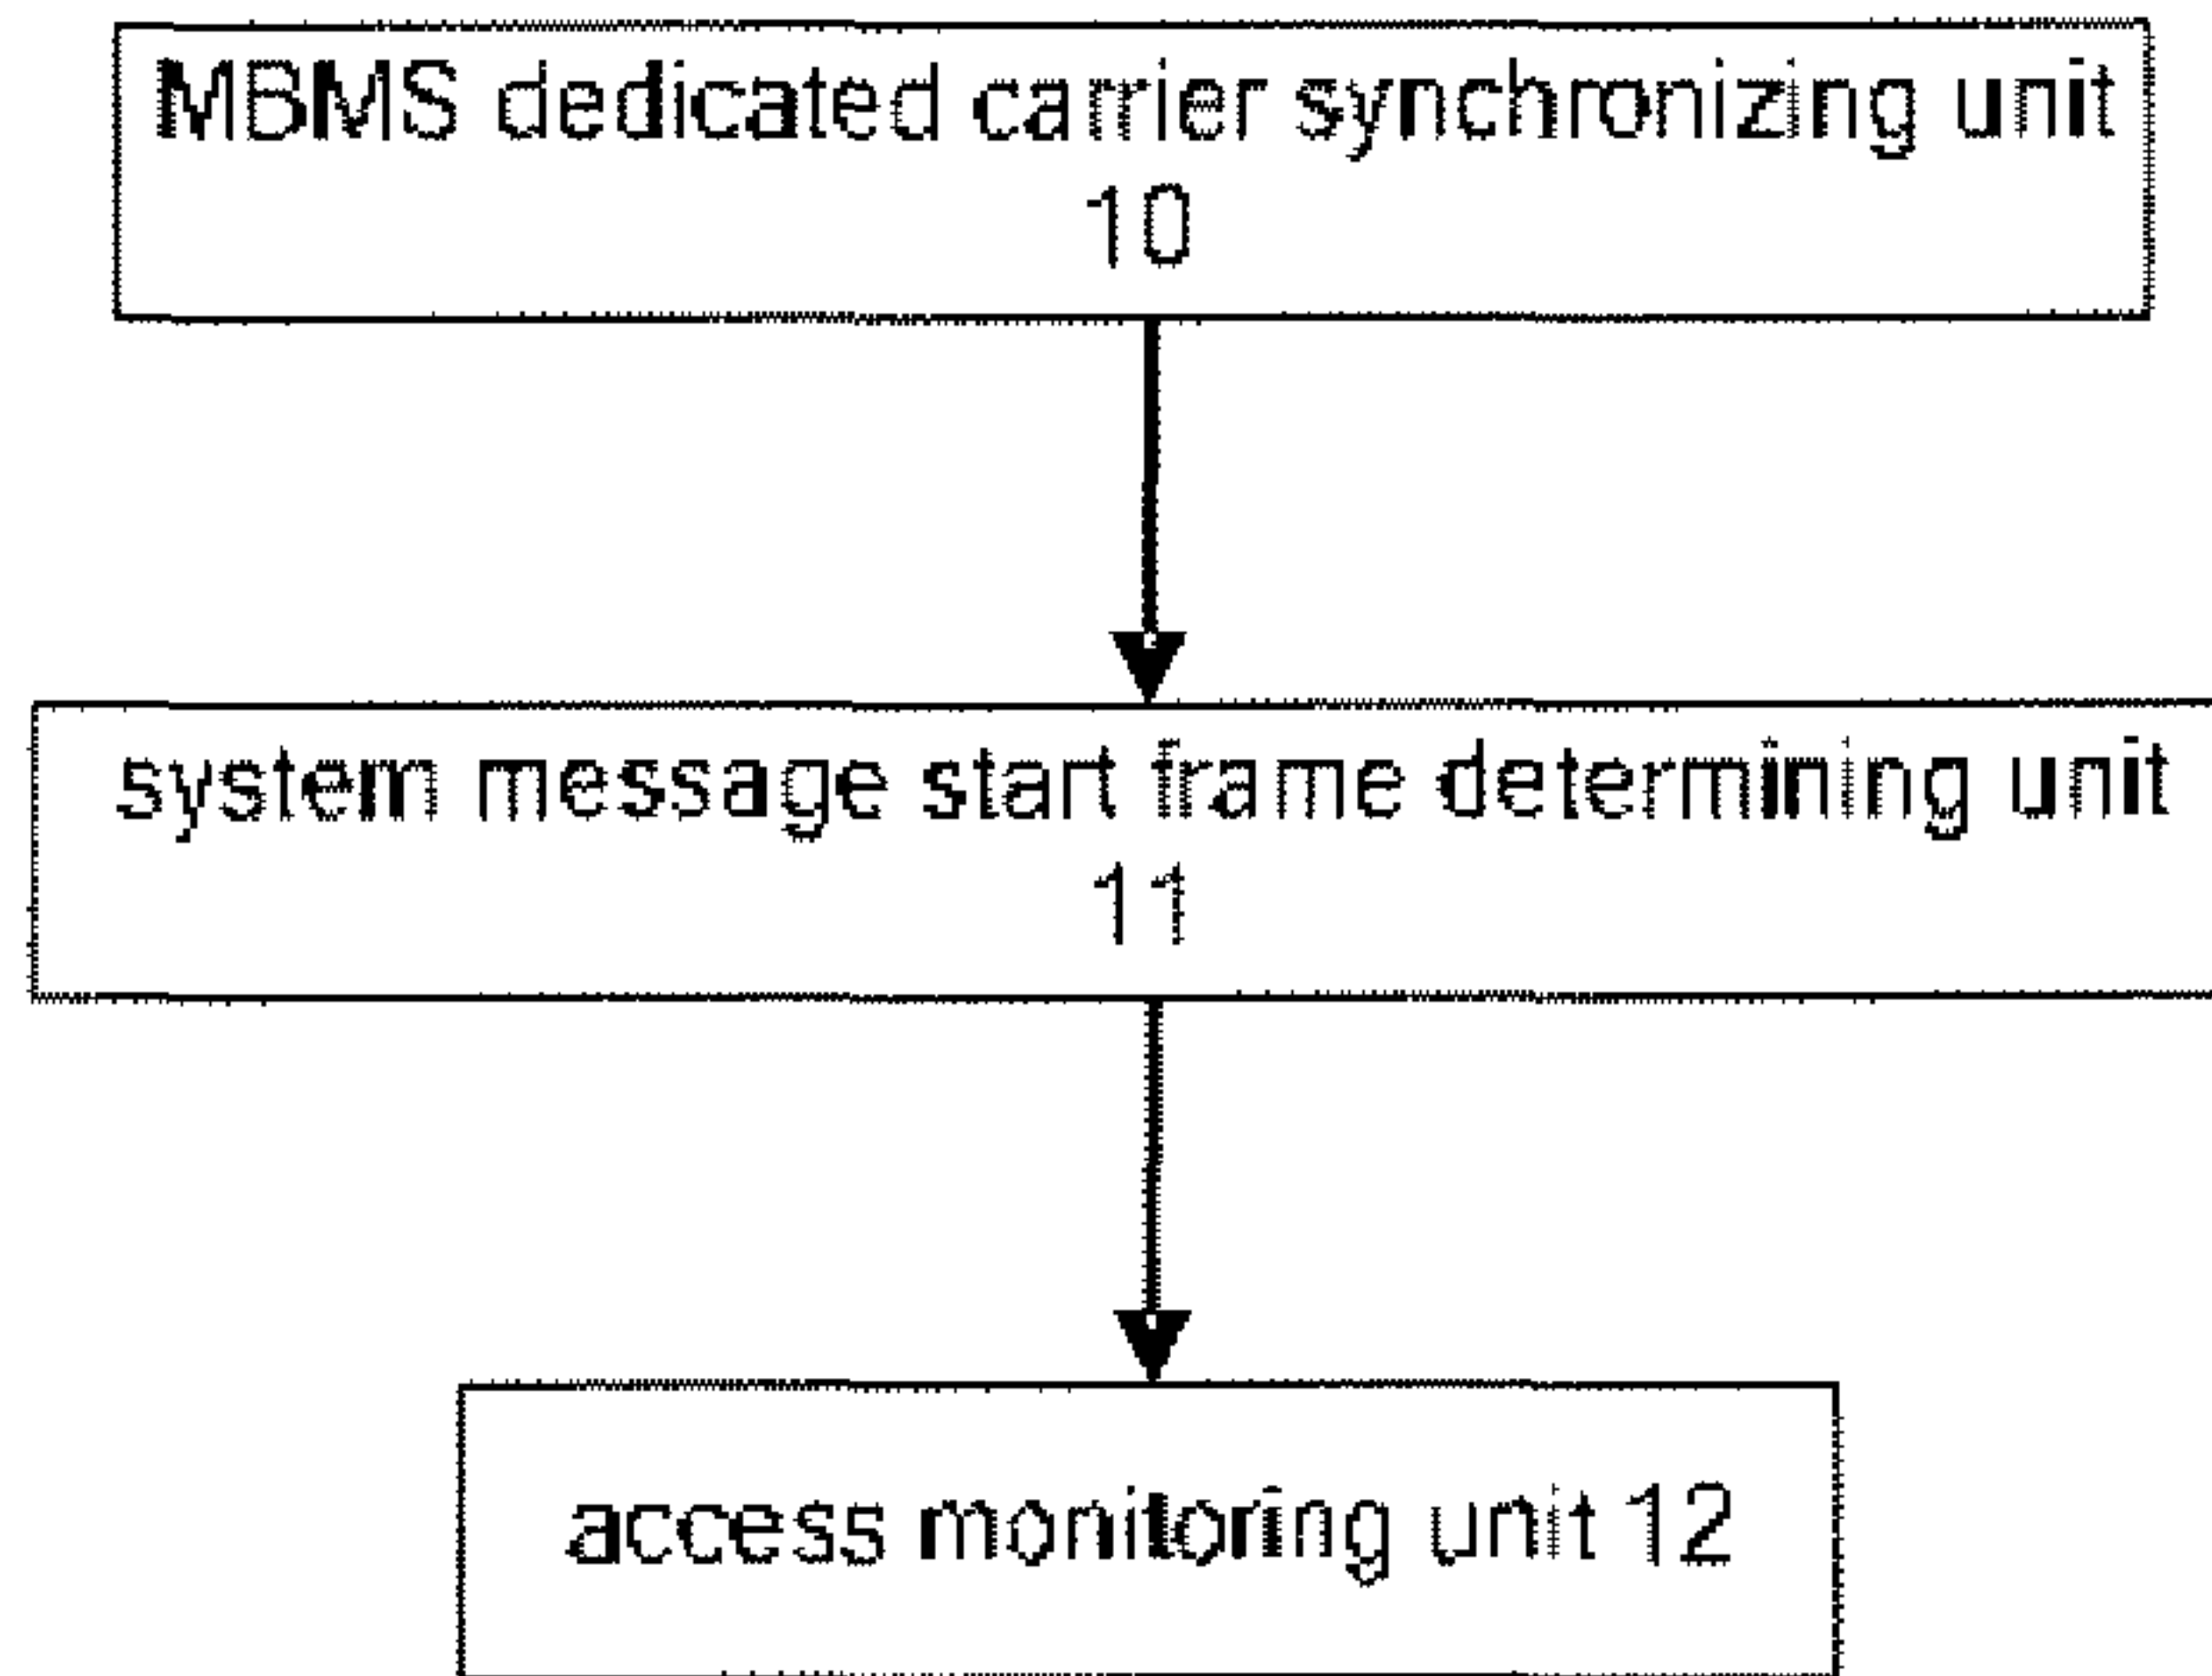 MBMS dedicated carrier synchronizing unit
10
system message start frame determining unit
11
access monitoring unit 12